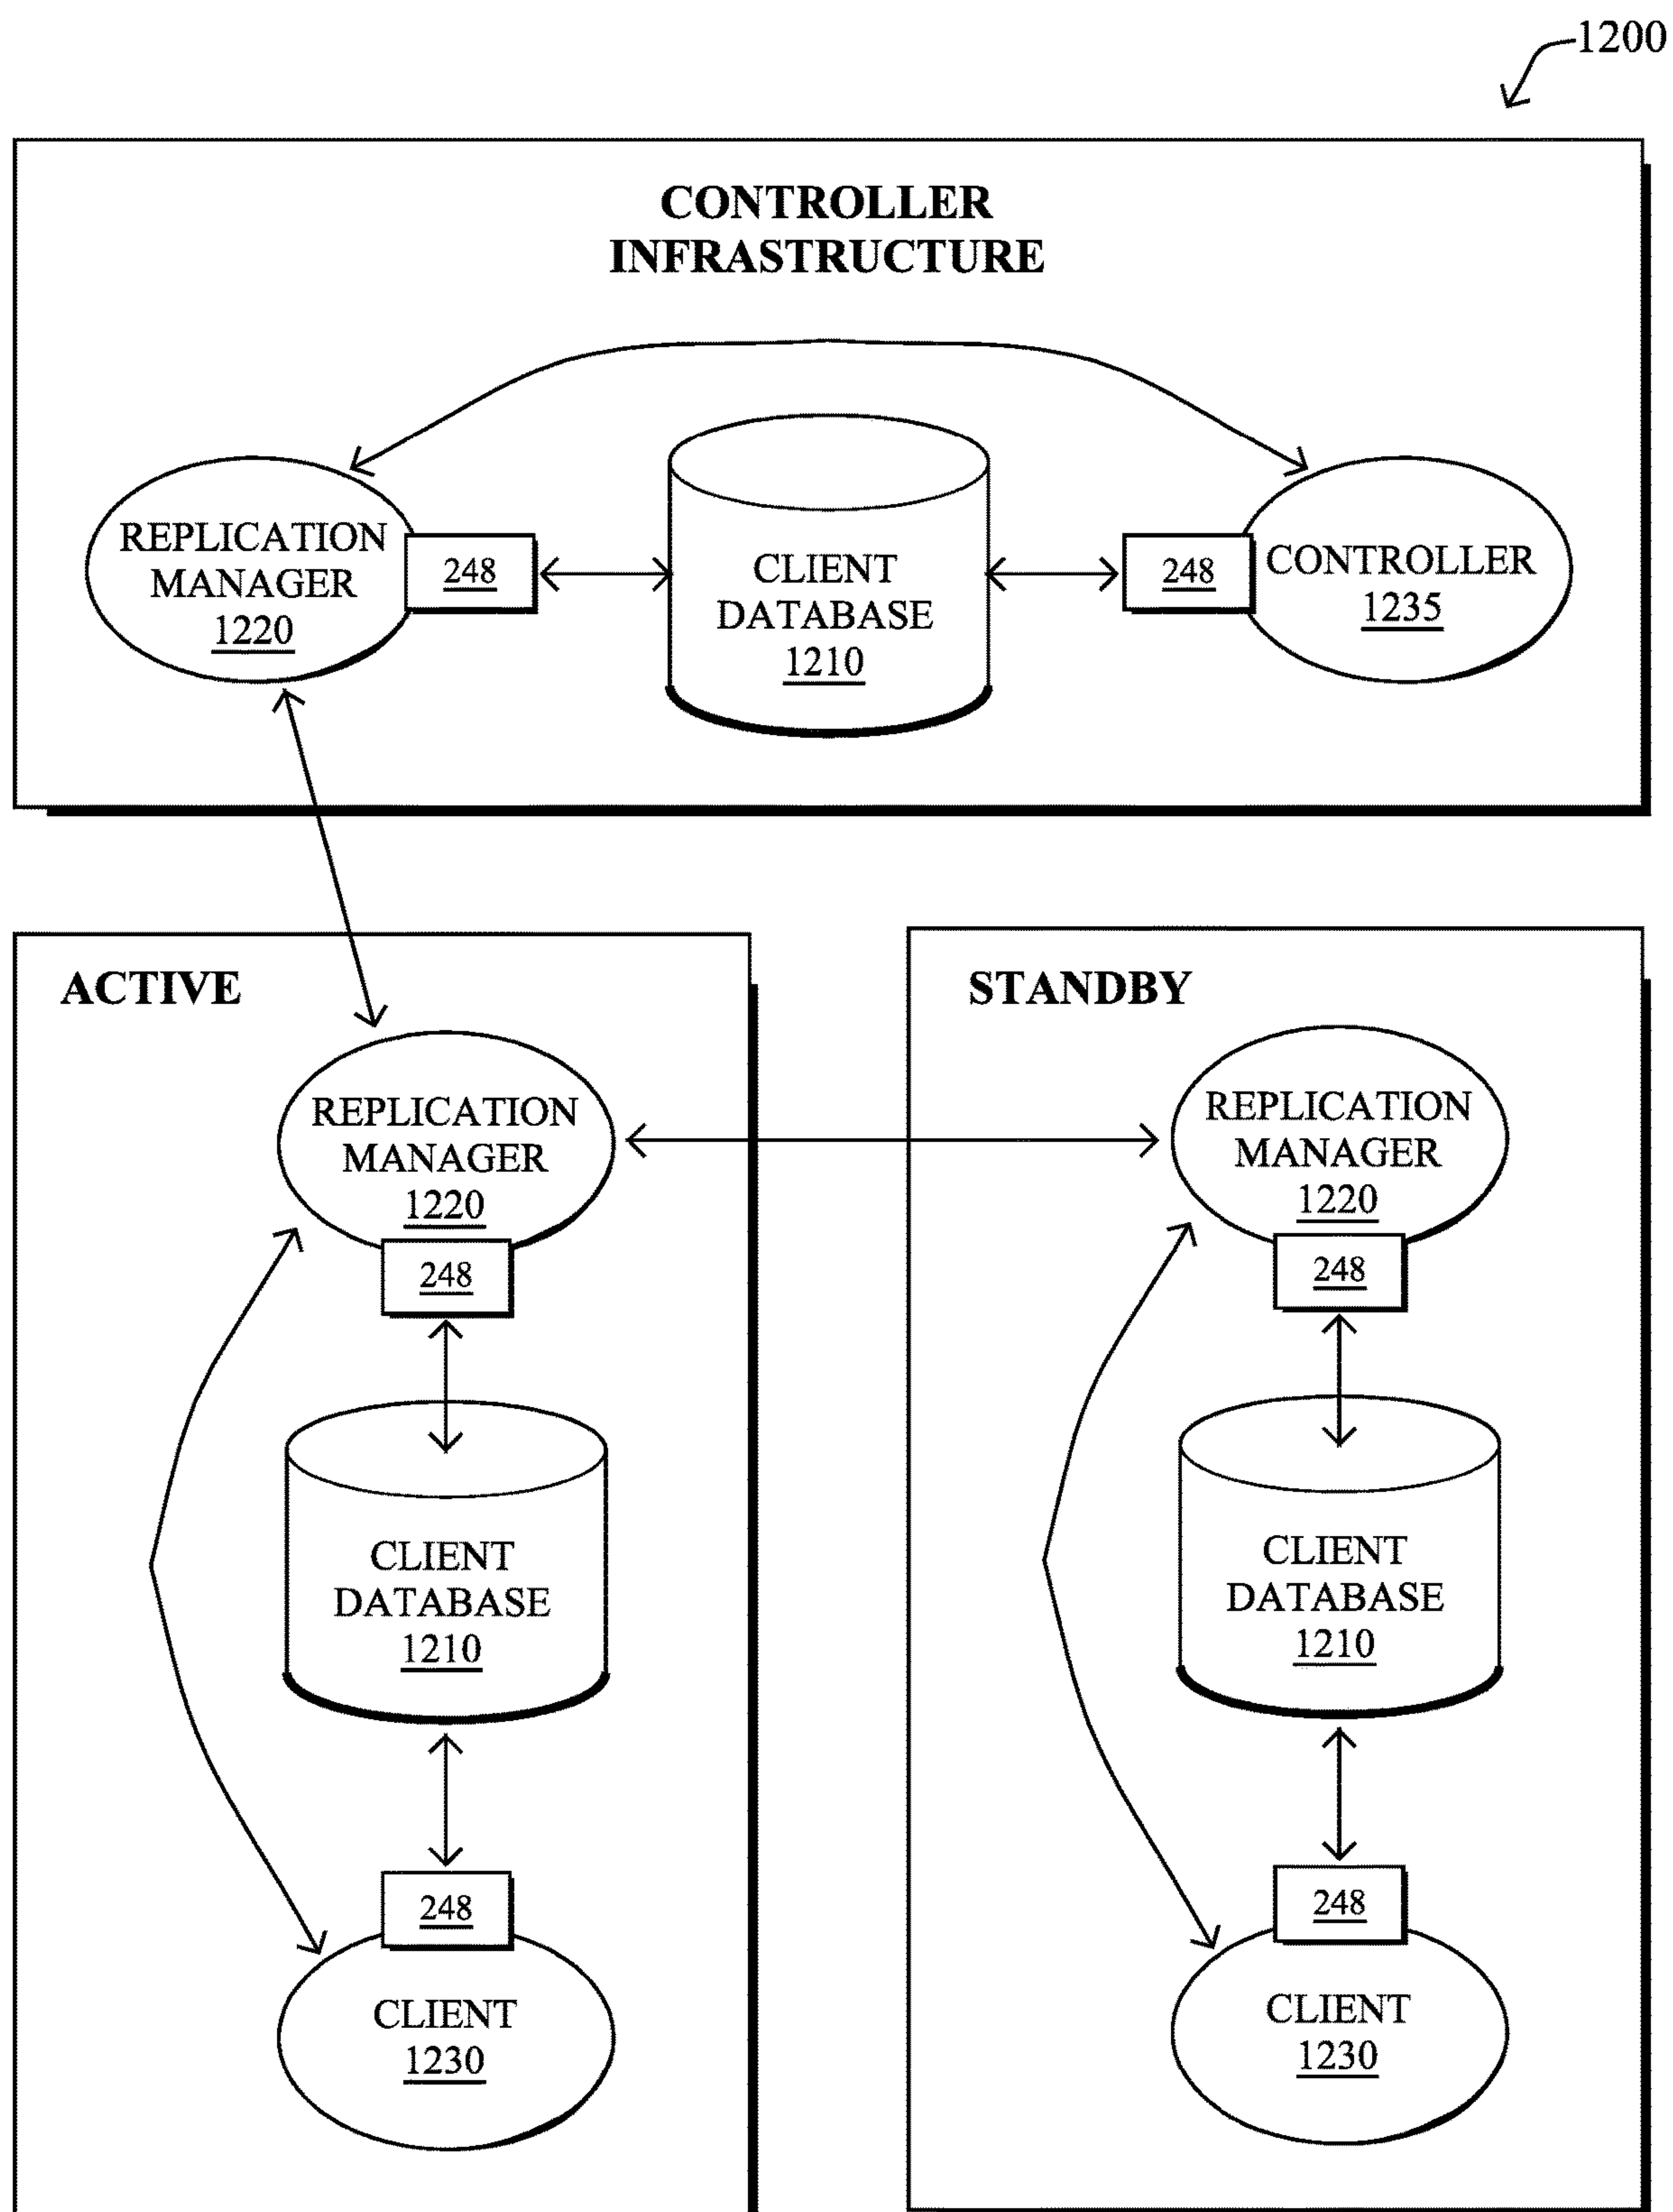 1200
CONTROLLER
INFRASTRUCTURE
REPLICATION
MANAGER
1220
248
CLIENT
DATABASE
1210
248
CONTROLLER
1235
ACTIVE
REPLICATION
MANAGER
1220
248
CLIENT
DATABASE
1210
248
CLIENT
1230
STANDBY
REPLICATION
MANAGER
1220
248
CLIENT
DATABASE
1210
248
CLIENT
1230